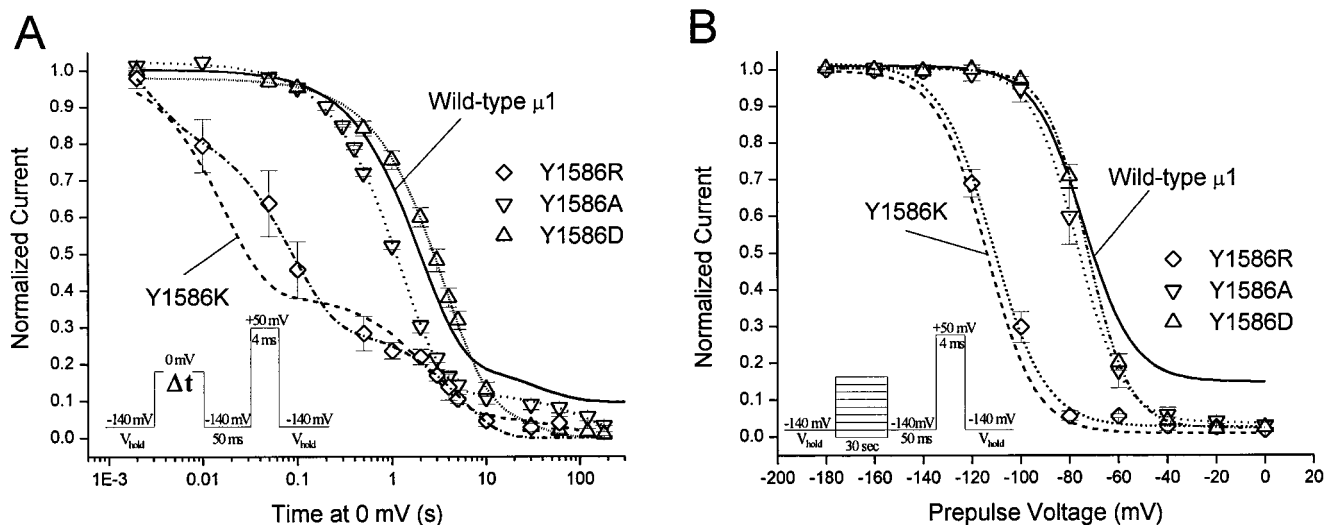 A
Normalized Current
1.0
0.9
0.8
0.7
0.6
0.5
0.4
0.3
0.2
0.1
0.0
Wild-type μ1
Y1586R
Y1586A
Y1586D
Y1586K
+50 mV
4 ms
0 mV
Δt
-140 mV
-140 mV
-140 mV
Vhold
50 ms
Vhold
1E-3
0.01
0.1
1
10
100
Time at 0 mV (s)
B
Normalized Current
1.0
0.9
0.8
0.7
0.6
0.5
0.4
0.3
0.2
0.1
0.0
Wild-type μ1
Y1586K
Y1586R
Y1586A
Y1586D
+50 mV
4 ms
-140 mV
-140mV
-140 mV
Vhold
30 sec
50 ms
Vhold
-200
-180
-160
-140
-120
-100
-80
-60
-40
-20
0
20
Prepulse Voltage (mV)